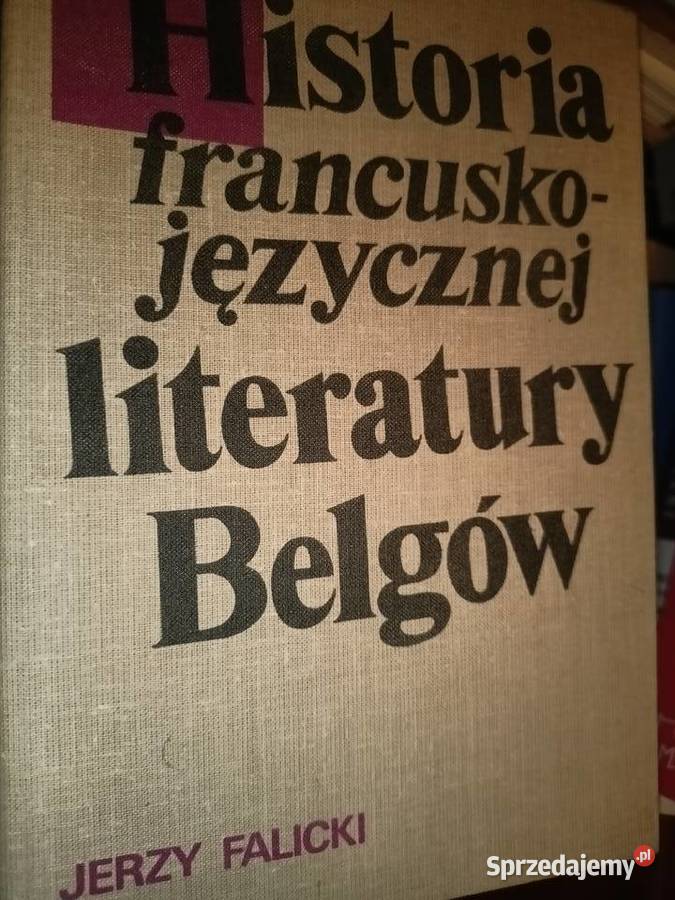 Historia
francusko-
języcznej
literatury
Belgów
JERZY FALICKI
Sprzedajemy.pl